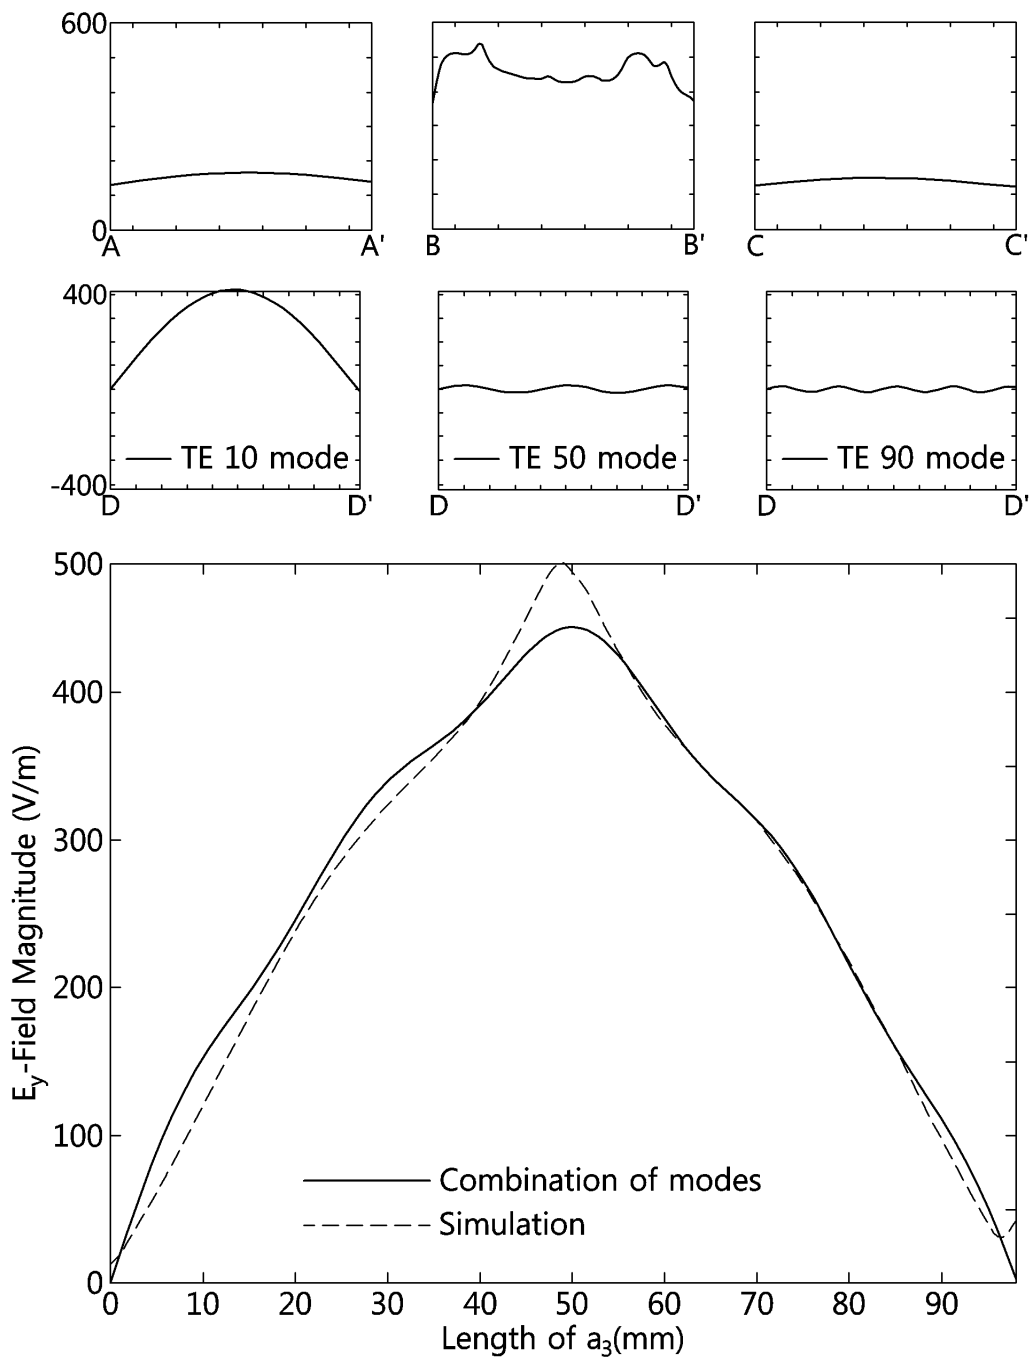 600
0
A A' B B' C C'
400
-400
TE 10 mode TE 50 mode TE 90 mode
D D' D D' D D'
500
400
300
200
100
0
E_y-Field Magnitude (V/m)
Combination of modes
Simulation
0 10 20 30 40 50 60 70 80 90
Length of a_3(mm)